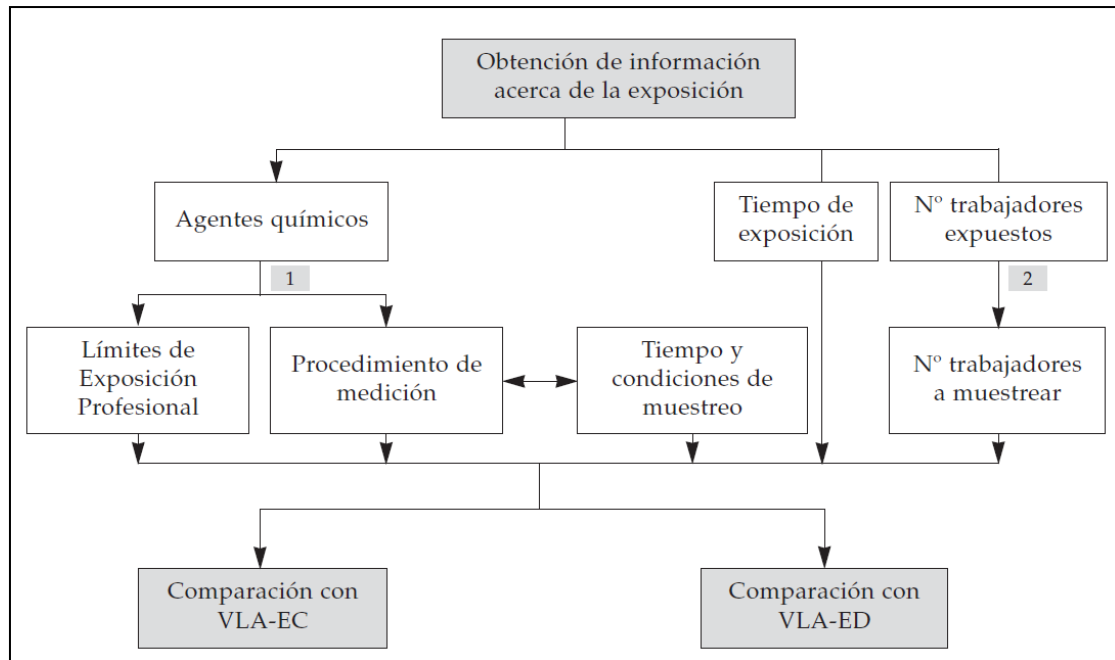 Obtención de información
acerca de la exposición
Agentes químicos
Tiempo de
exposición
Nº trabajadores
expuestos
1
2
Límites de
Exposición
Profesional
Procedimiento de
medición
Tiempo y
condiciones de
muestreo
Nº trabajadores
a muestrear
Comparación con
VLA-EC
Comparación con
VLA-ED